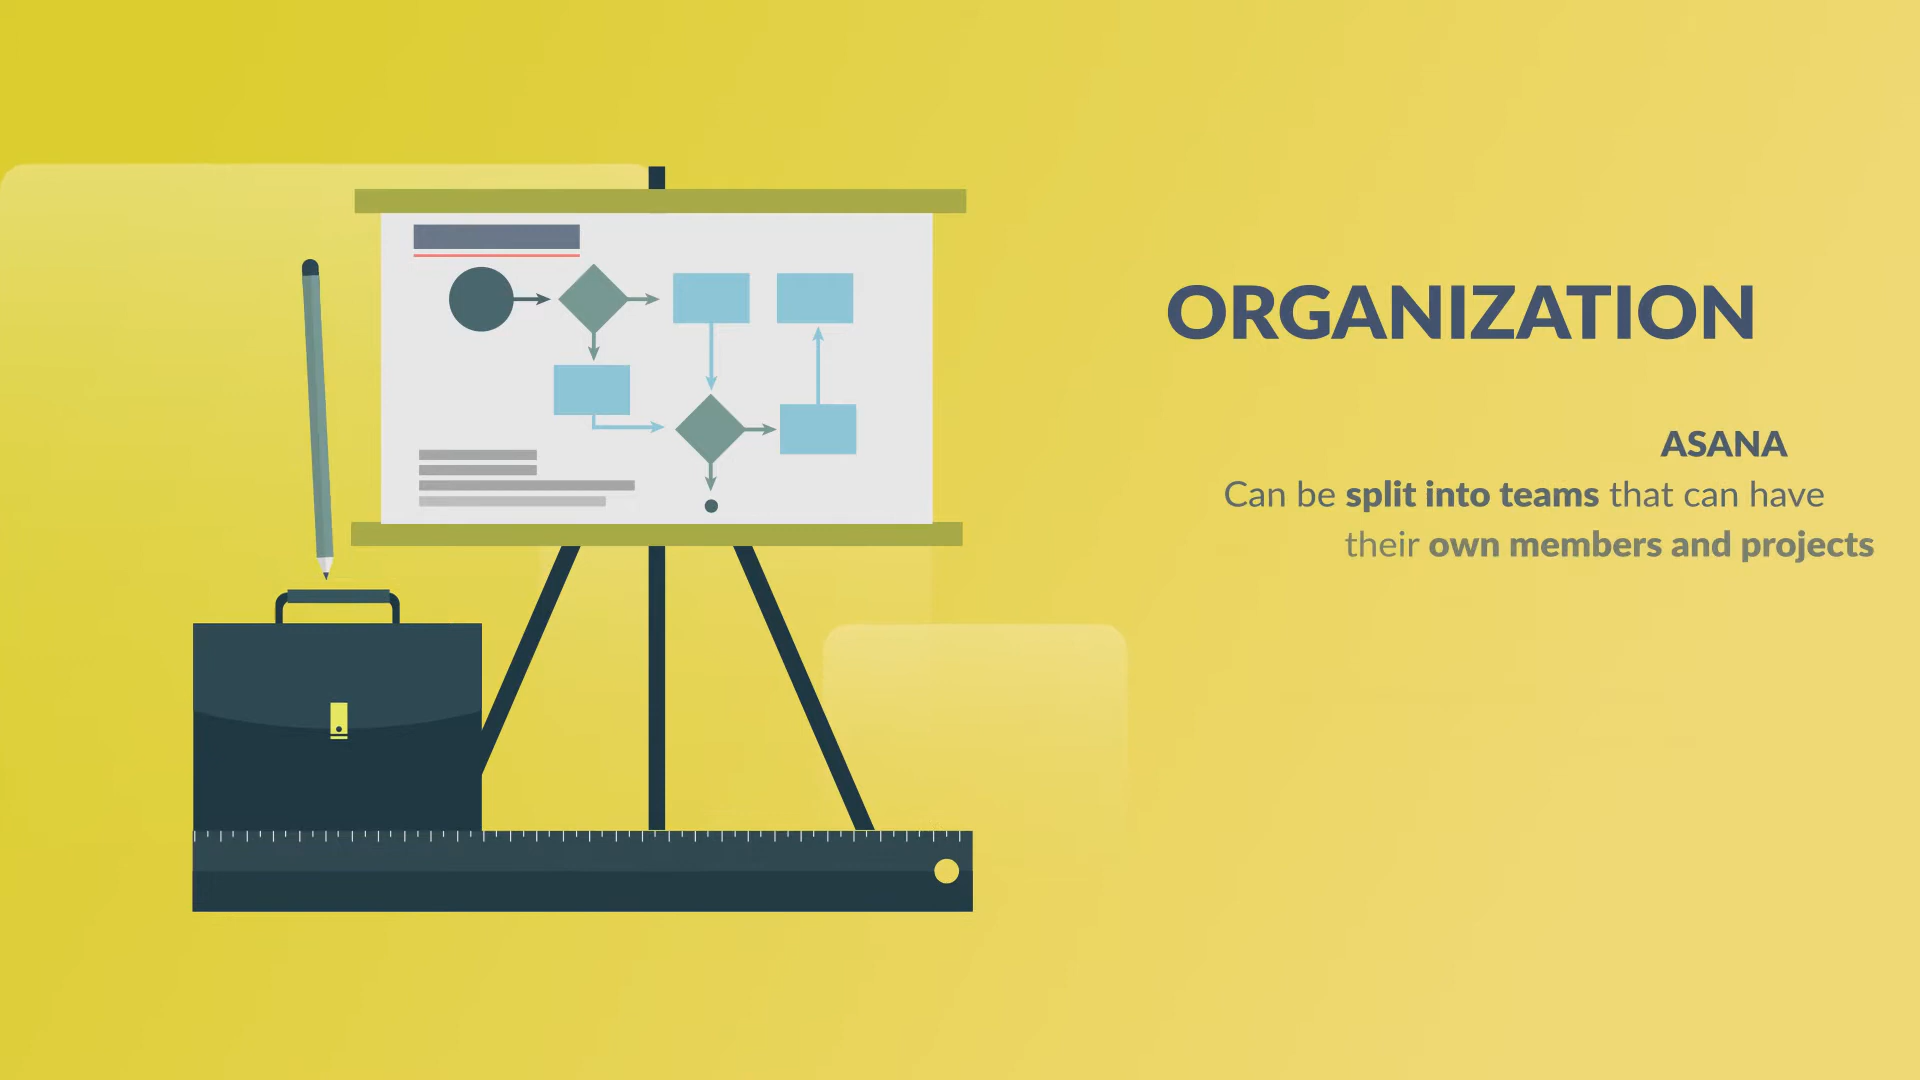 ORGANIZATION
ASANA
Can be split into teams that can have
their own members and projects